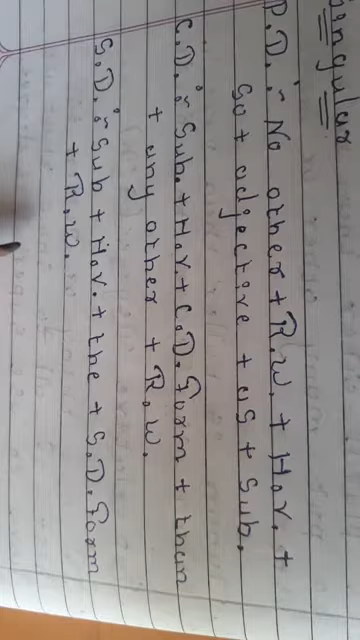 Singular
P.D. :- No other + R.W. + H.V. +
so + adjective + as + Sub.
C.D. :- Sub. + H.V. + C.D. Form + than
+ any other + R.W.
S.D. :- Sub + H.V. + the + S.D. Form
+ R.W.